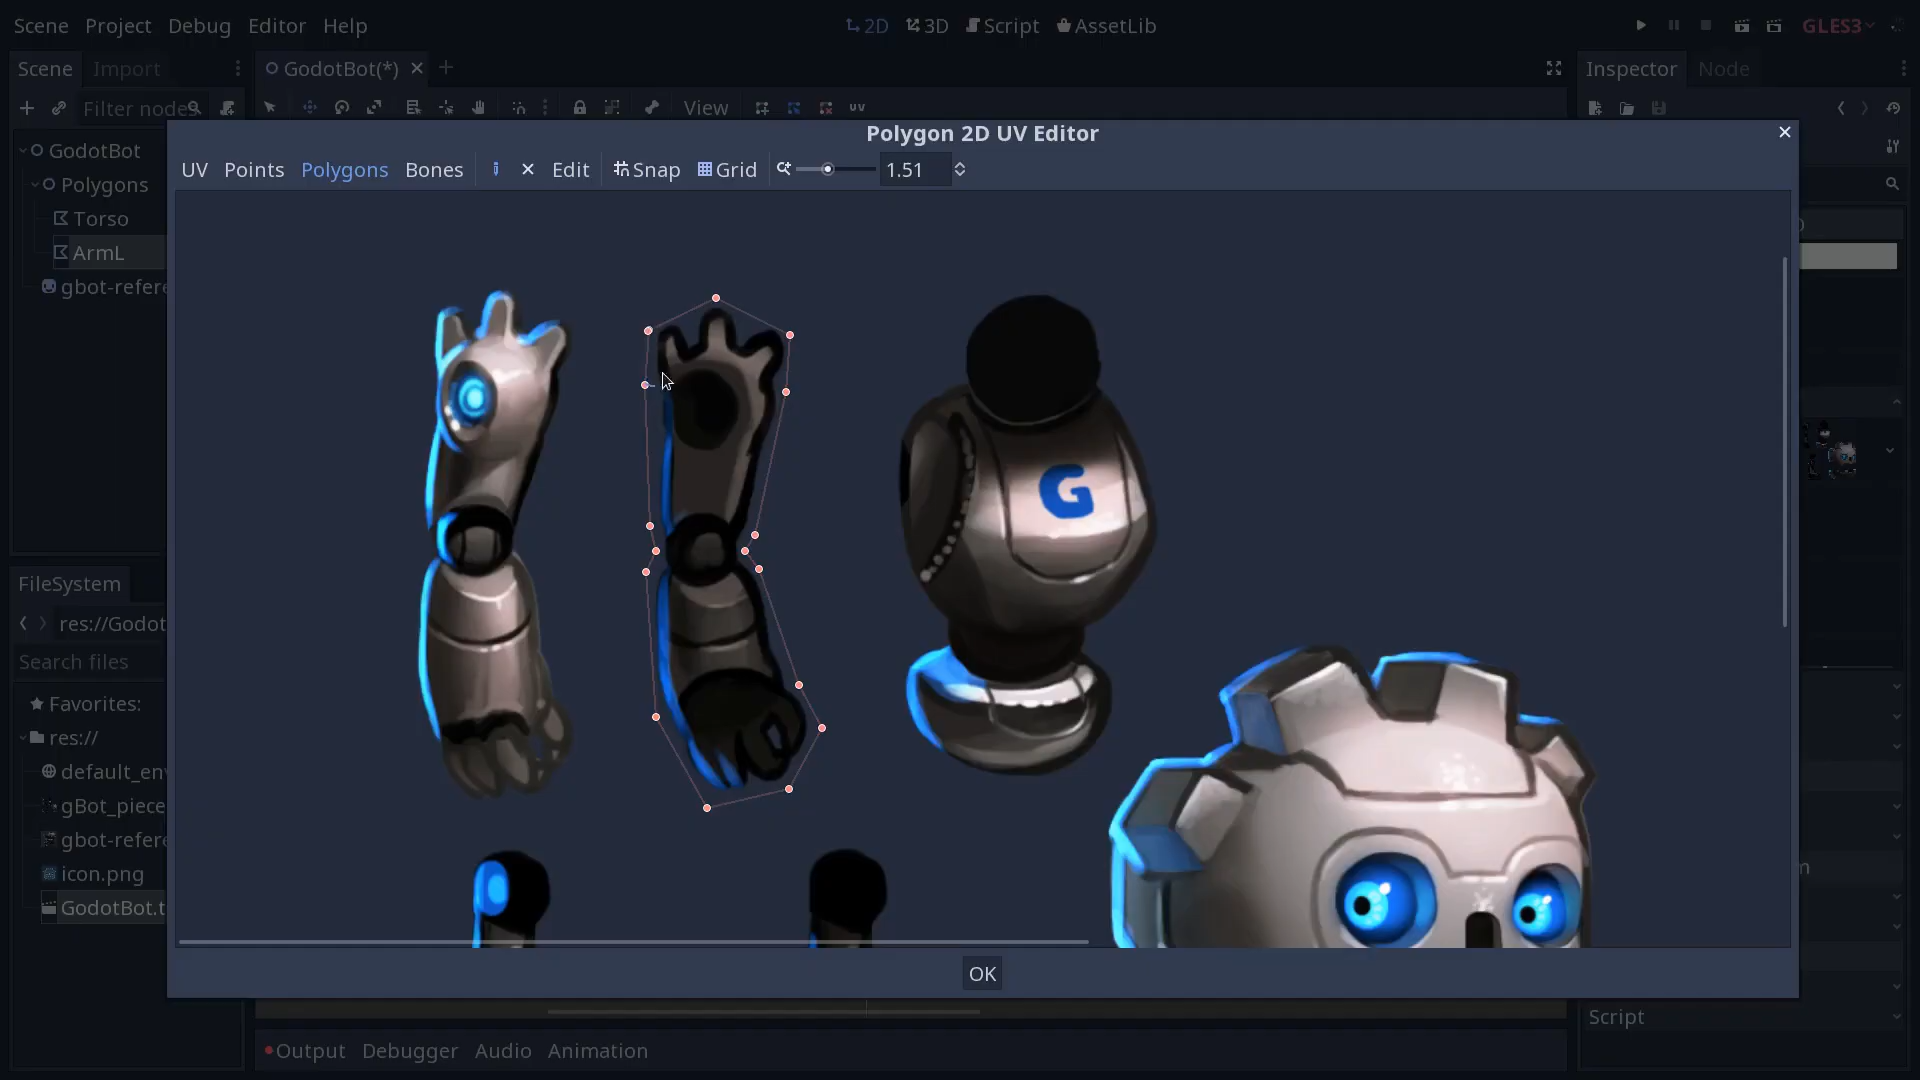 Scene Project Debug Editor Help
2D 3D Script AssetLib
GLES3
Scene Import
GodotBot(*)
Inspector Node
Filter node
View
UV
GodotBot
Polygons
Torso
ArmL
gbot-refere
Polygon 2D UV Editor
UV Points Polygons Bones Edit Snap Grid 1.51
G
OK
FileSystem
res://Godot
Search files
Favorites:
res://
default_en
gBot_piece
gbot-refere
icon.png
GodotBot.t
Script
Output Debugger Audio Animation